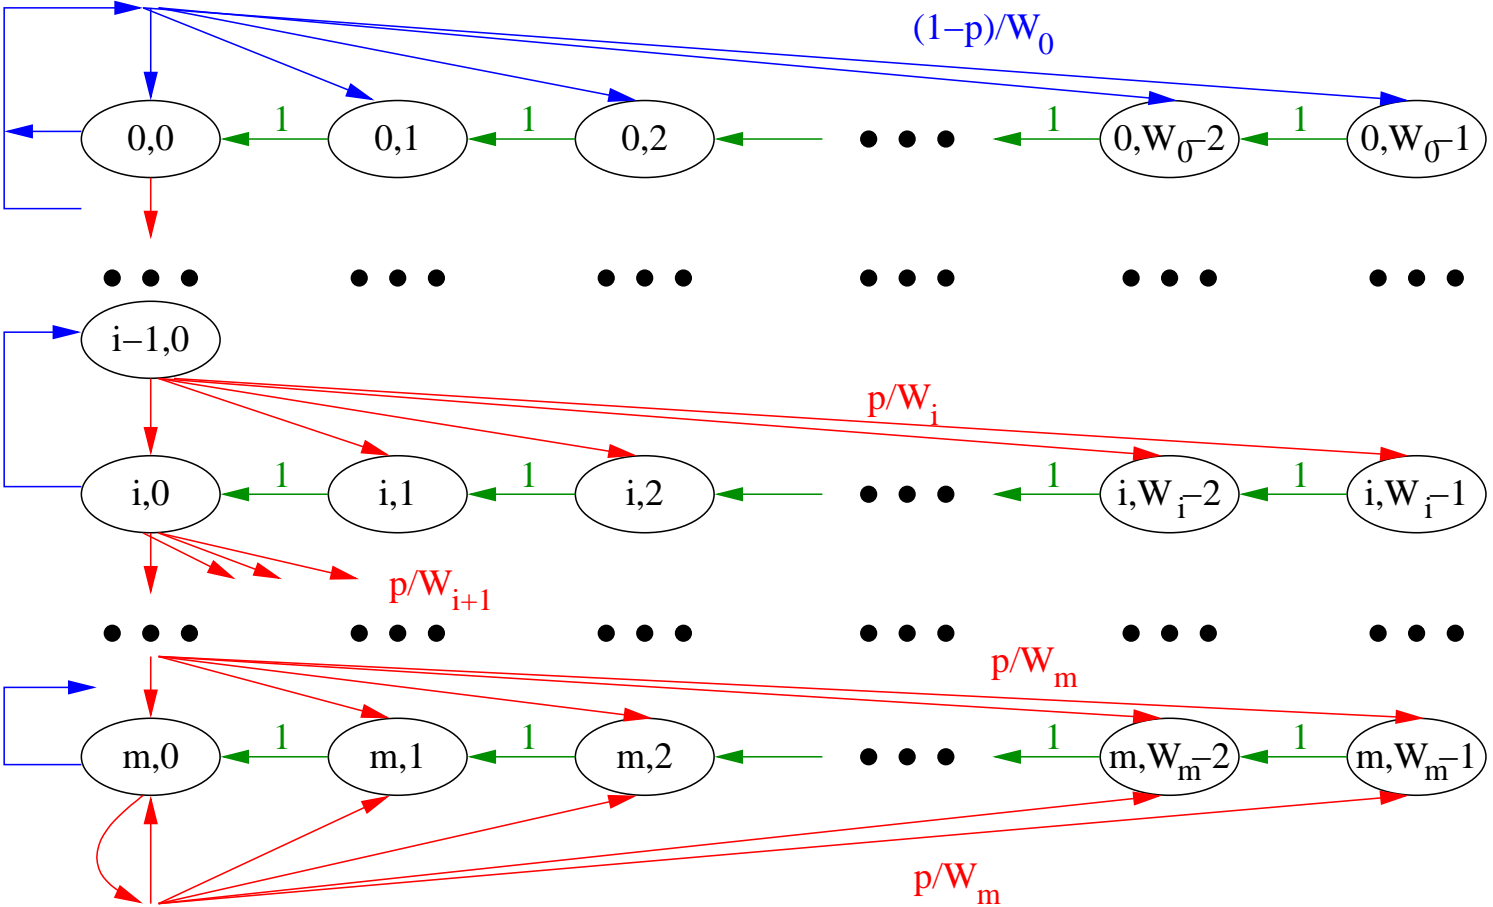 (1–p)/W0
1 1 1 1
0,0 0,1 0,2 0,W0–2 0,W0–1
i–1,0
p/Wi
1 1 1 1
i,0 i,1 i,2 i,Wi–2 i,Wi–1
p/Wi+1
p/Wm
1 1 1 1
m,0 m,1 m,2 m,Wm–2 m,Wm–1
p/Wm